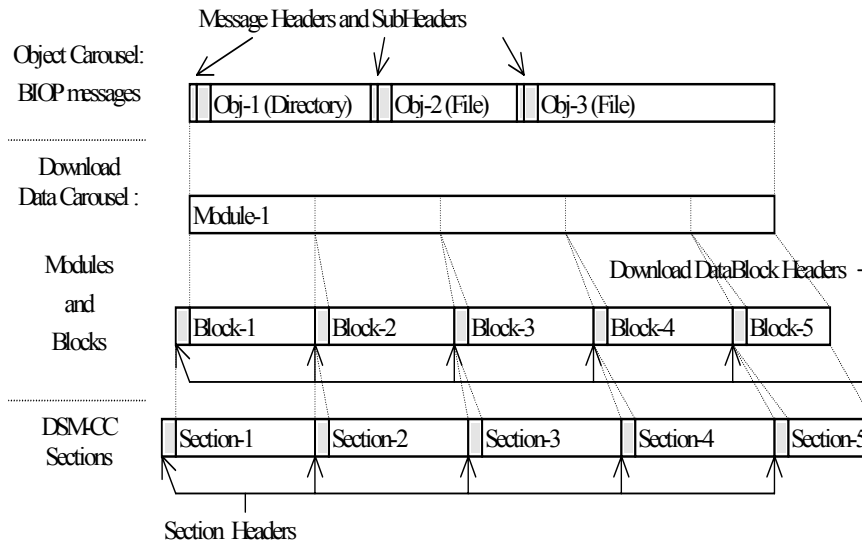 Message Headers and SubHeaders
Object Carousel:
BIOP messages
Obj-1 (Directory)
Obj-2 (File)
Obj-3 (File)
Download
Data Carousel :
Module-1
Modules
and
Blocks
Download DataBlock Headers -
Block-1
Block-2
Block-3
Block-4
Block-5
DSM-CC
Sections
Section-1
Section-2
Section-3
Section-4
Section-5
Section Headers